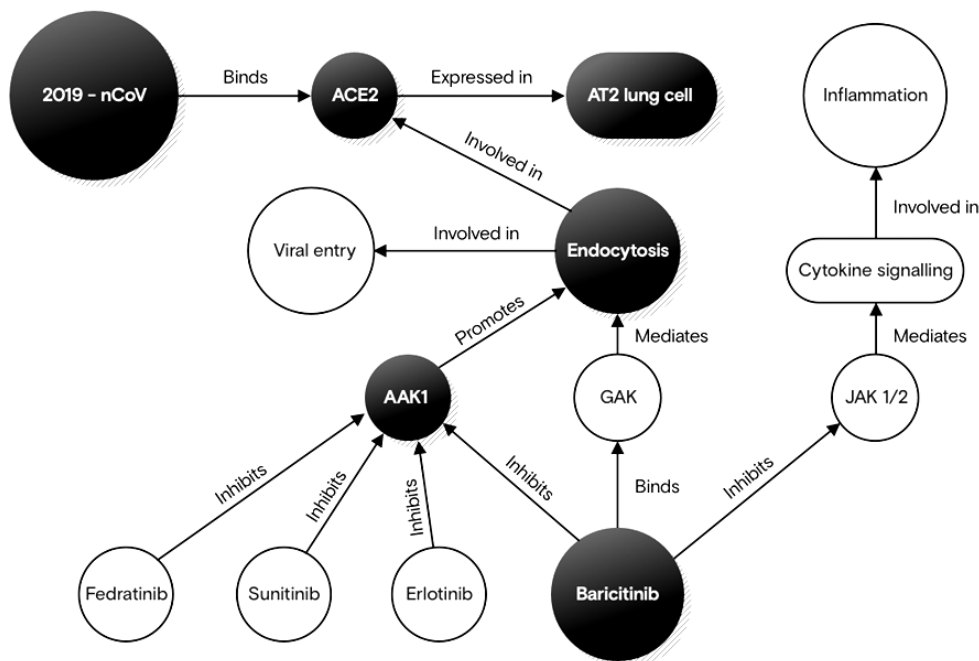 Binds
Expressed in
2019 - nCoV
ACE2
AT2 lung cell
Inflammation
Involved in
Involved in
Involved in
Viral entry
Endocytosis
Cytokine signalling
Promotes
Mediates
Mediates
AAK1
GAK
JAK 1/2
Inhibits
Inhibits
Inhibits
Inhibits
Binds
Inhibits
Fedratinib
Sunitinib
Erlotinib
Baricitinib